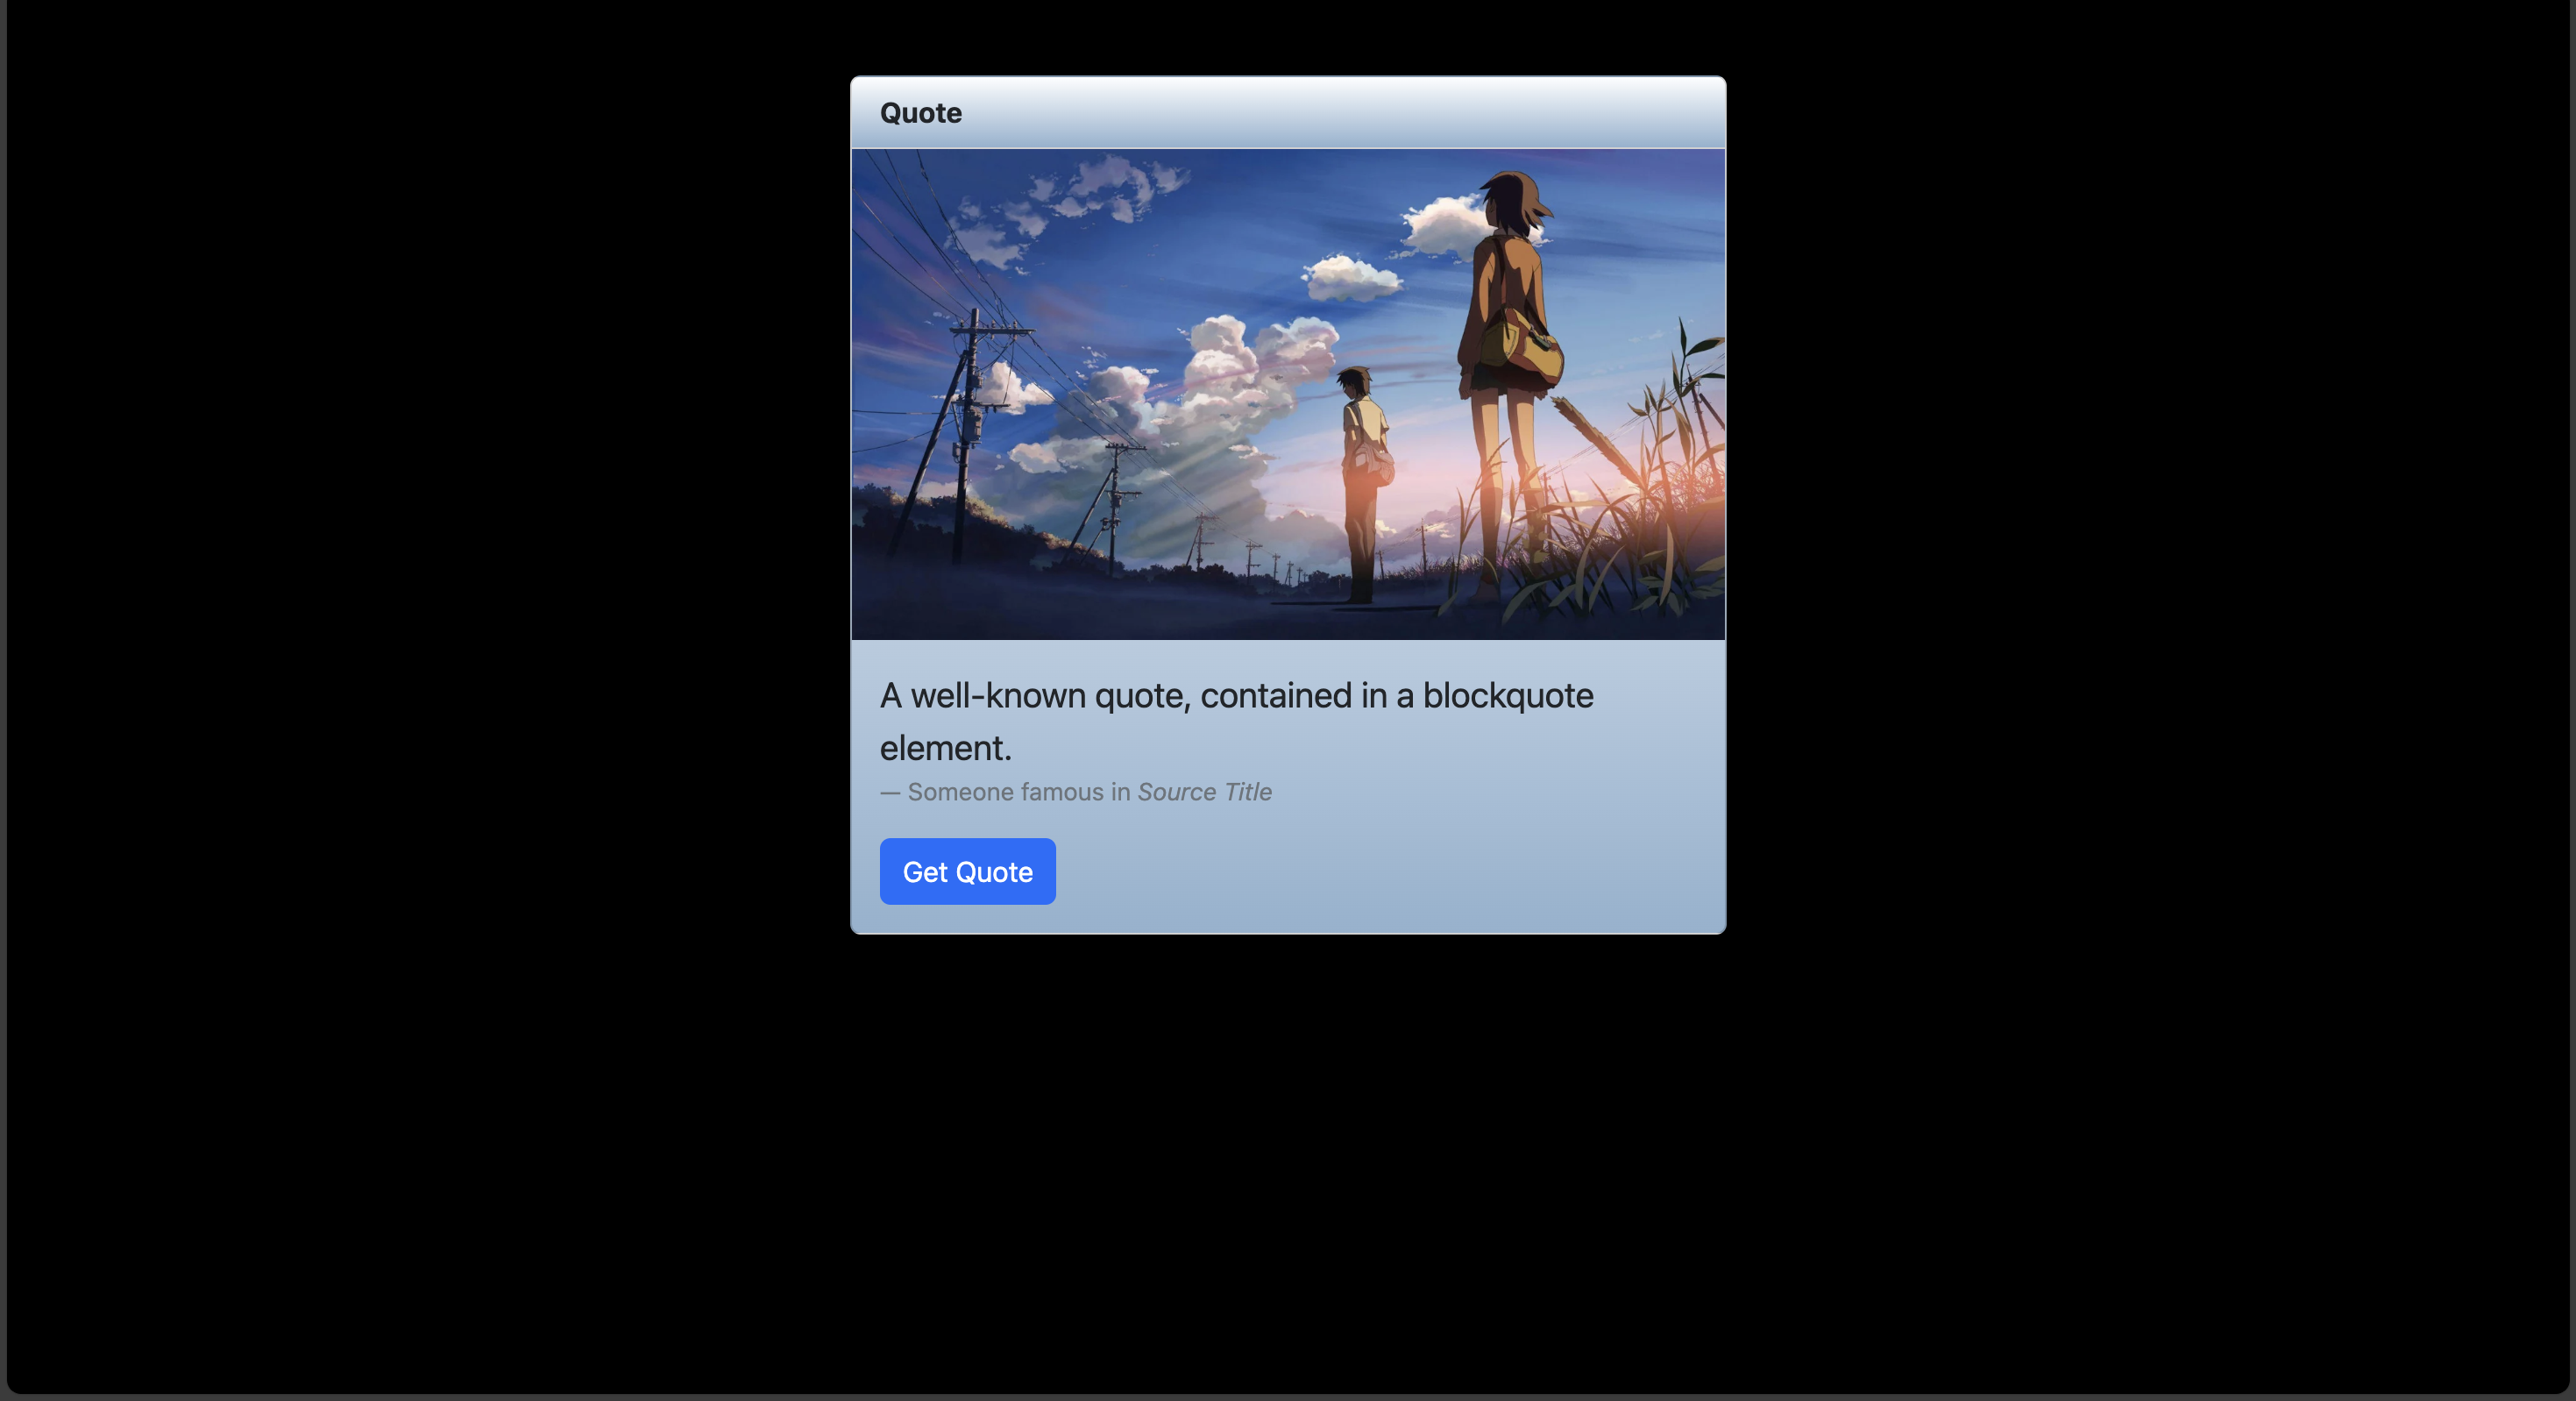 Quote
A well-known quote, contained in a blockquote
element.
— Someone famous in Source Title
Get Quote